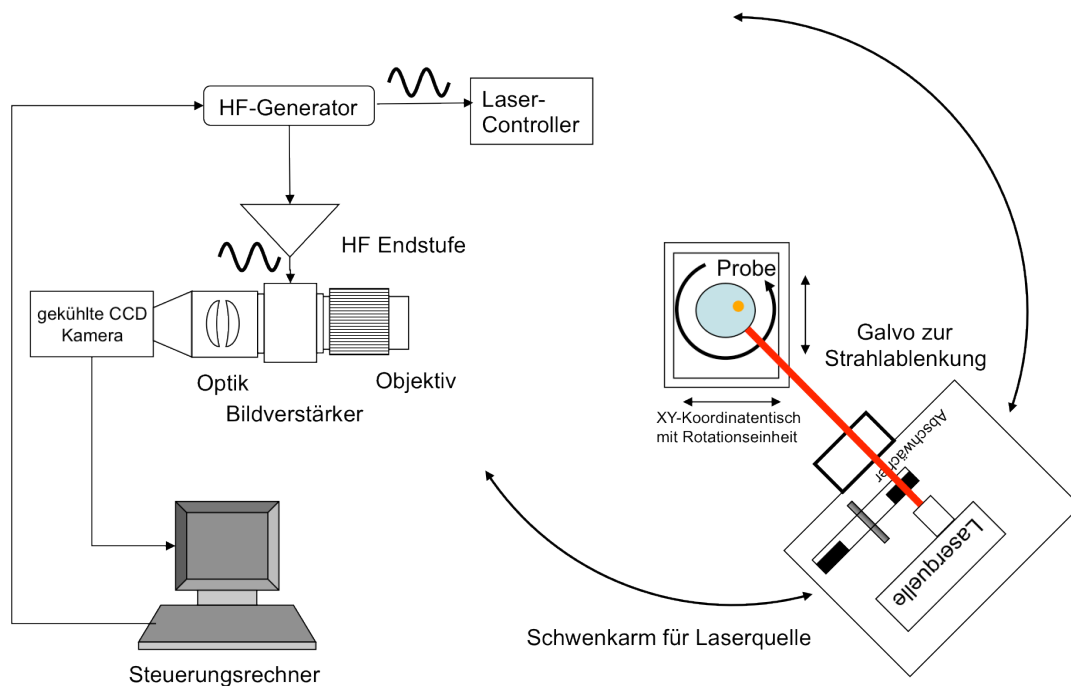 HF-Generator
Laser-
Controller
HF Endstufe
gekühlte CCD
Kamera
Optik
Bildverstärker
Objektiv
Steuerungsrechner
Probe
Galvo zur
Strahlablenkung
XY-Koordinatentisch
mit Rotationseinheit
Abschwächer
Laserquelle
Schwenkarm für Laserquelle